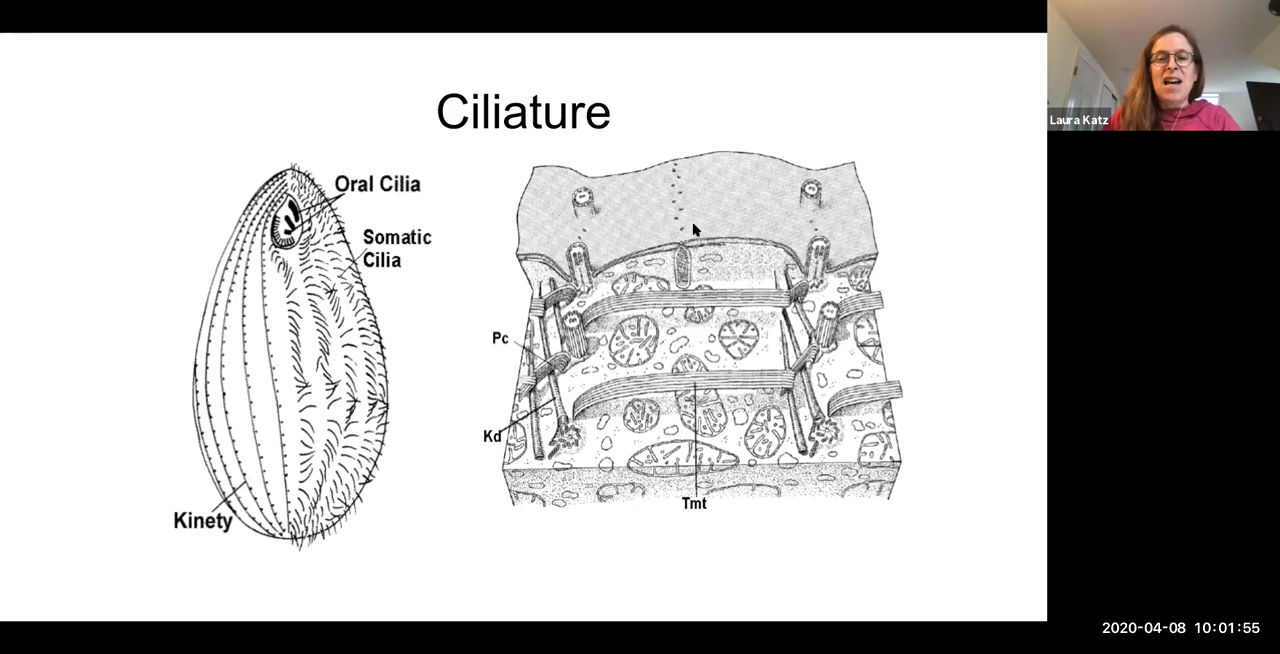 Ciliature
Oral Cilia
Somatic
Cilia
Kinety
Pc
Kd
Tmt
Laura Katz
2020-04-08 10:01:55